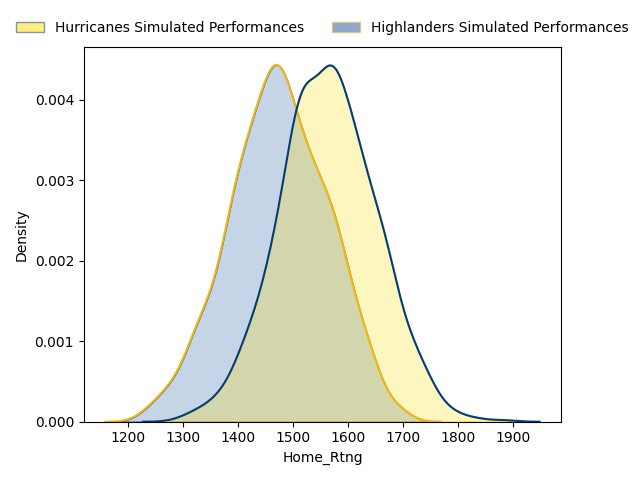 Hurricanes Simulated Performances Highlanders Simulated Performances
0.004
0.003
0.002
0.001
0.000
Density
1200 1300 1400 1500 1600 1700 1800 1900
Home_Rtng